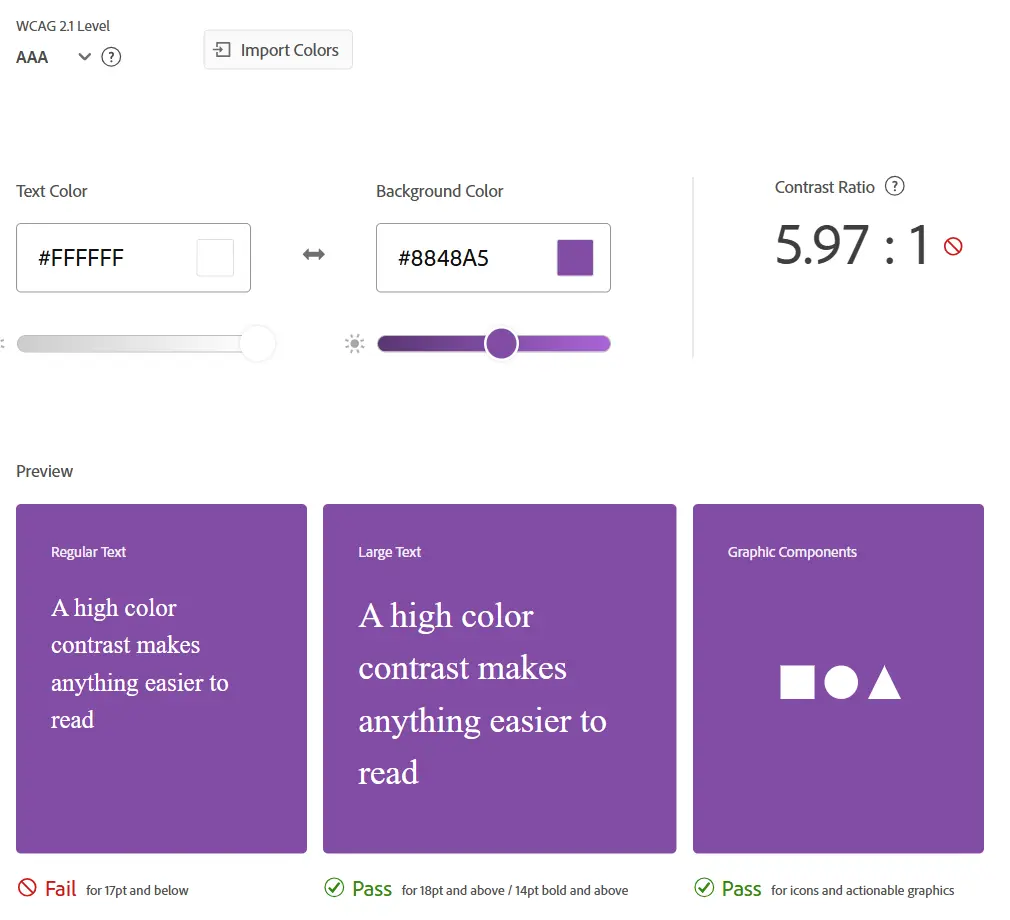 WCAG 2.1 Level
AAA
?
Import Colors
Text Color
Background Color
Contrast Ratio ?
#FFFFFF
#8848A5
5.97 : 1
Preview
Regular Text
A high color
contrast makes
anything easier to
read
Large Text
A high color
contrast makes
anything easier to
read
Graphic Components
Fail for 17pt and below
Pass for 18pt and above / 14pt bold and above
Pass for icons and actionable graphics